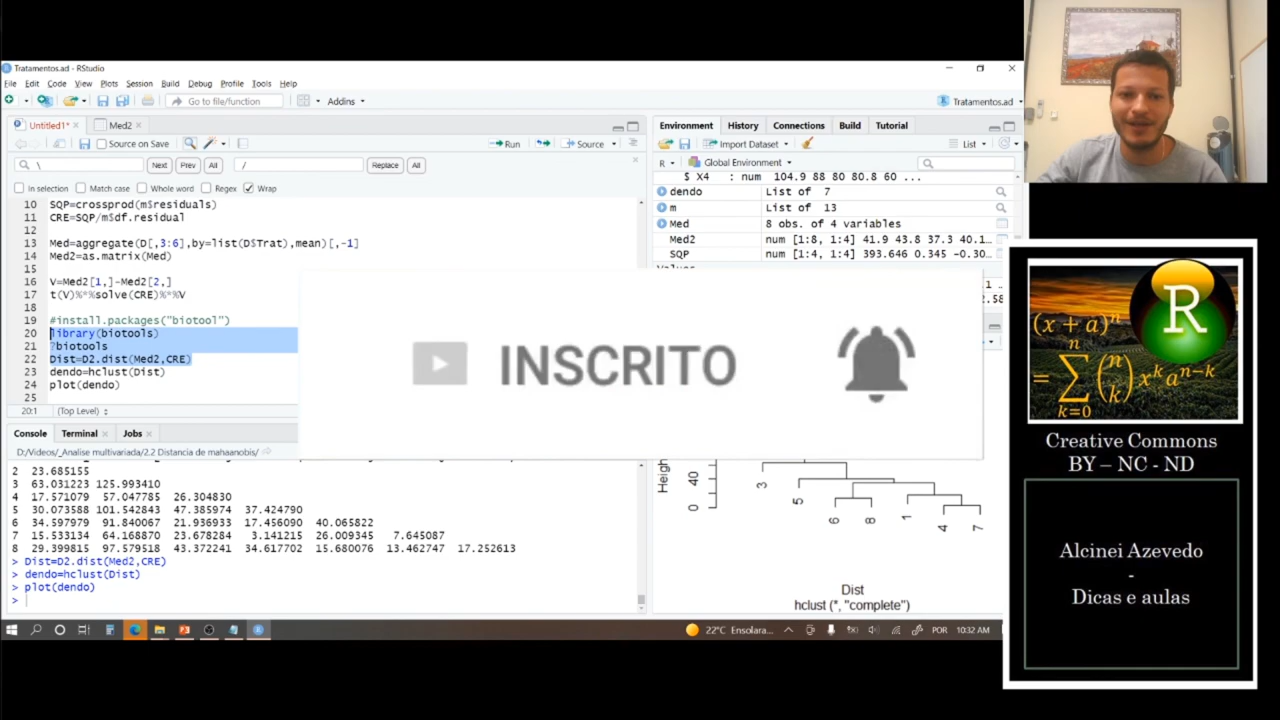 Tratamentos.ad - RStudio
File Edit Code View Plots Session Build Debug Profile Tools Help
Go to file/function
Addins
Tratamentos.ad
Untitled1*
Med2
Source on Save
Run
Source
\
Next
Prev
All
/
Replace
All
In selection
Match case
Whole word
Regex
Wrap
10 SQP=crossprod(m$residuals)
11 CRE=SQP/m$df.residual
12
13 Med=aggregate(D[,3:6],by=list(D$Trat),mean)[,-1]
14 Med2=as.matrix(Med)
15
16 V=Med2[1,]-Med2[2,]
17 t(V)%*%solve(CRE)%*%V
18
19 #install.packages("biotool")
20 library(biotools)
21 ?biotools
22 Dist=D2.dist(Med2,CRE)
23 dendo=hclust(Dist)
24 plot(dendo)
25
20:1 (Top Level)
Console
Terminal
Jobs
D:/Videos/_Analise multivariada/2.2 Distancia de mahaanobis/
2 23.685155
3 63.031223 125.993410
4 17.571079 57.047785 26.304830
5 30.073588 101.542843 47.385974 37.424790
6 34.597979 91.840067 21.936933 17.456090 40.065822
7 15.533134 64.168870 23.678284 3.141215 26.009345 7.645087
8 29.399815 97.579518 43.372241 34.617702 15.680076 13.462747 17.252613
> Dist=D2.dist(Med2,CRE)
> dendo=hclust(Dist)
> plot(dendo)
>
Environment
History
Connections
Build
Tutorial
Import Dataset
List
R
Global Environment
$ X4 : num 104.9 88 80 80.8 60 ...
dendo List of 7
m List of 13
Med 8 obs. of 4 variables
Med2 num [1:8, 1:4] 41.9 43.8 37.3 40.1…
SQP num [1:4, 1:4] 393.646 0.345 -0.30…
INSCRITO
Heigh
0 40
3
5
6
8
1
4
7
Dist
hclust (*, "complete")
22°C Ensolara...
POR
10:32 AM
R
(x + a)^n
= ∑ n k=0 (n k) x^k a^(n−k)
Creative Commons
BY – NC - ND
Alcinei Azevedo
-
Dicas e aulas